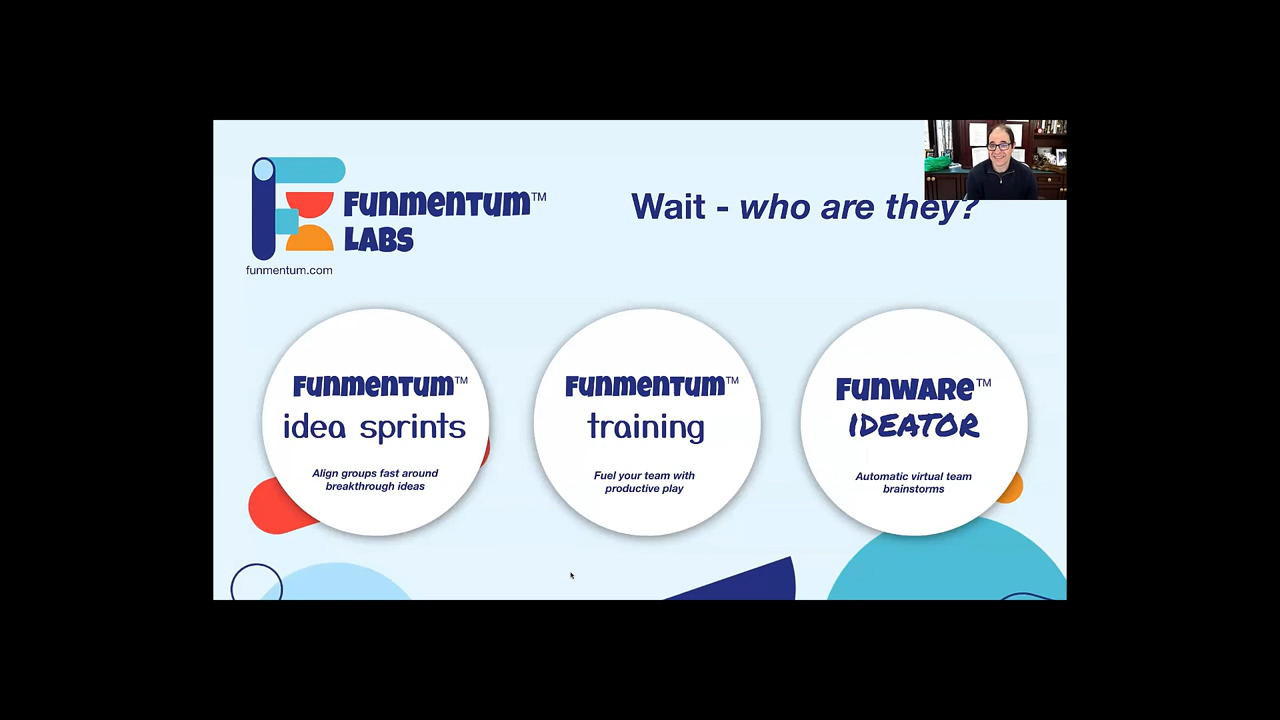 Funmentum™
LABS
funmentum.com
Wait - who are they?
Funmentum™
idea sprints
Align groups fast around
breakthrough ideas
Funmentum™
training
Fuel your team with
productive play
Funware™
IDEATOR
Automatic virtual team
brainstorms